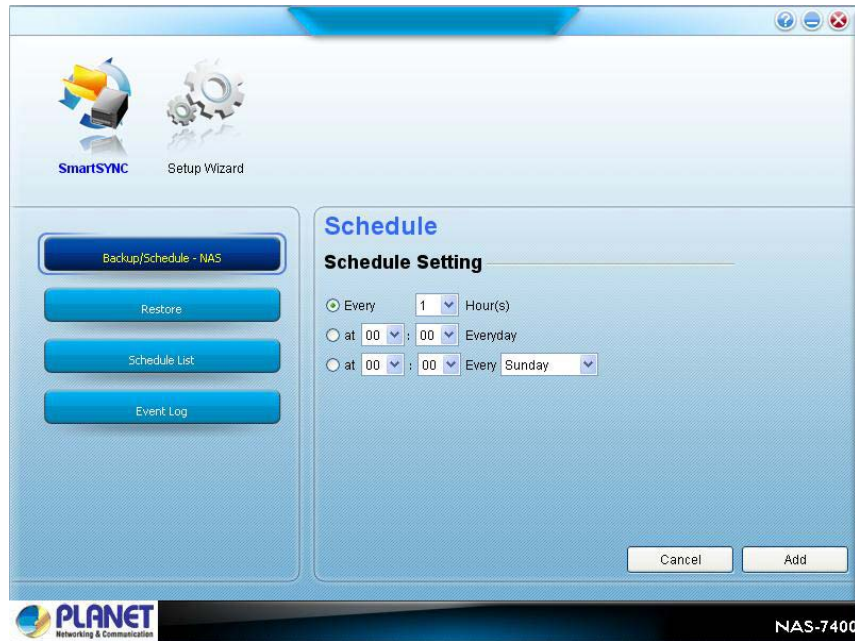 SmartSYNC
Setup Wizard
Backup/Schedule - NAS
Restore
Schedule List
Event Log
Schedule
Schedule Setting
Every 1 Hour(s)
at 00 : 00 Everyday
at 00 : 00 Every Sunday
Cancel
Add
PLANET
Networking & Communication
NAS-7400